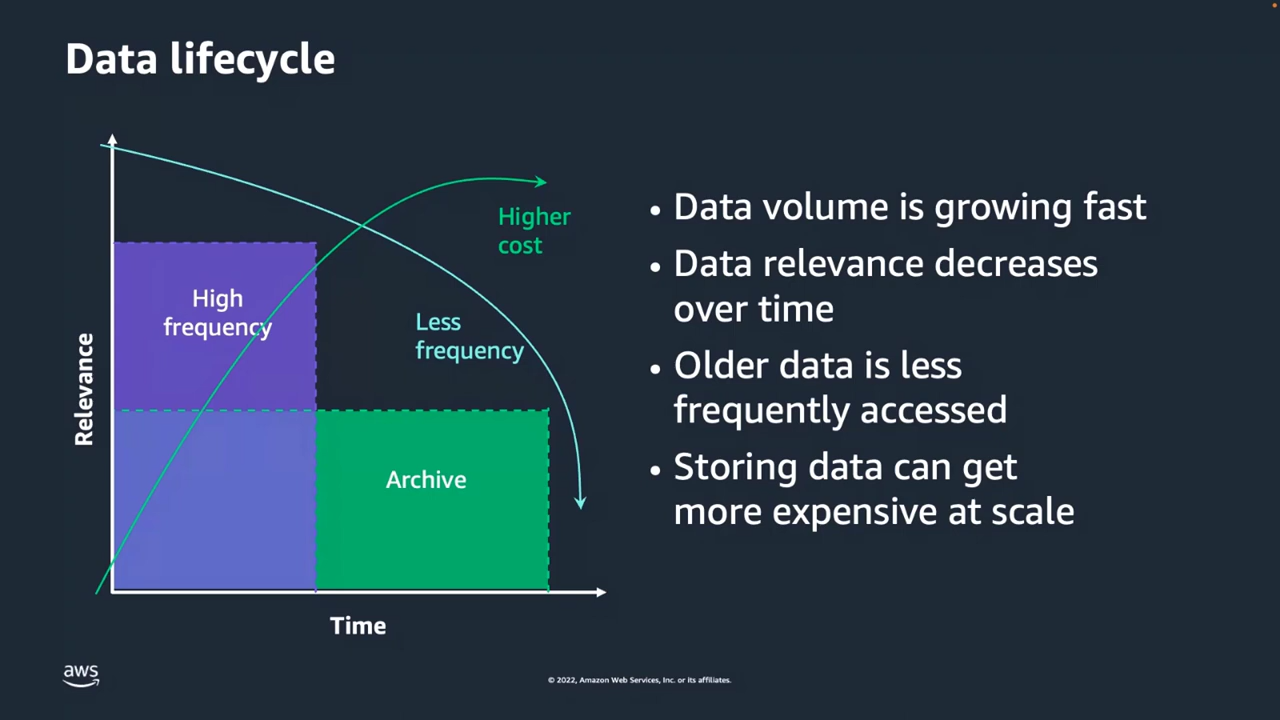 Data lifecycle
Relevance
High
frequency
Higher
cost
Less
frequency
Archive
Time
• Data volume is growing fast
• Data relevance decreases
over time
• Older data is less
frequently accessed
• Storing data can get
more expensive at scale
aws
© 2022, Amazon Web Services, Inc. or its affiliates.